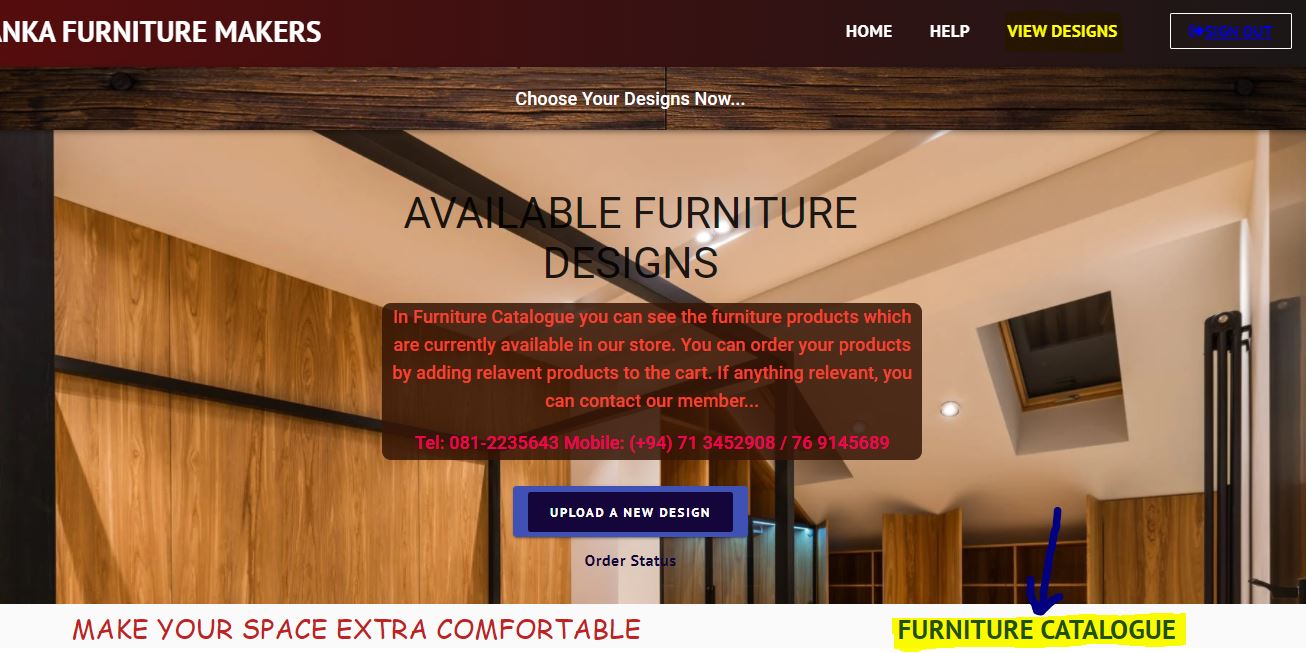 ANKA FURNITURE MAKERS
HOME HELP VIEW DESIGNS SIGN OUT
Choose Your Designs Now...
AVAILABLE FURNITURE
DESIGNS
In Furniture Catalogue you can see the furniture products which
are currently available in our store. You can order your products
by adding relavent products to the cart. If anything relevant, you
can contact our member...
Tel: 081-2235643 Mobile: (+94) 71 3452908 / 76 9145689
UPLOAD A NEW DESIGN
Order Status
MAKE YOUR SPACE EXTRA COMFORTABLE
FURNITURE CATALOGUE